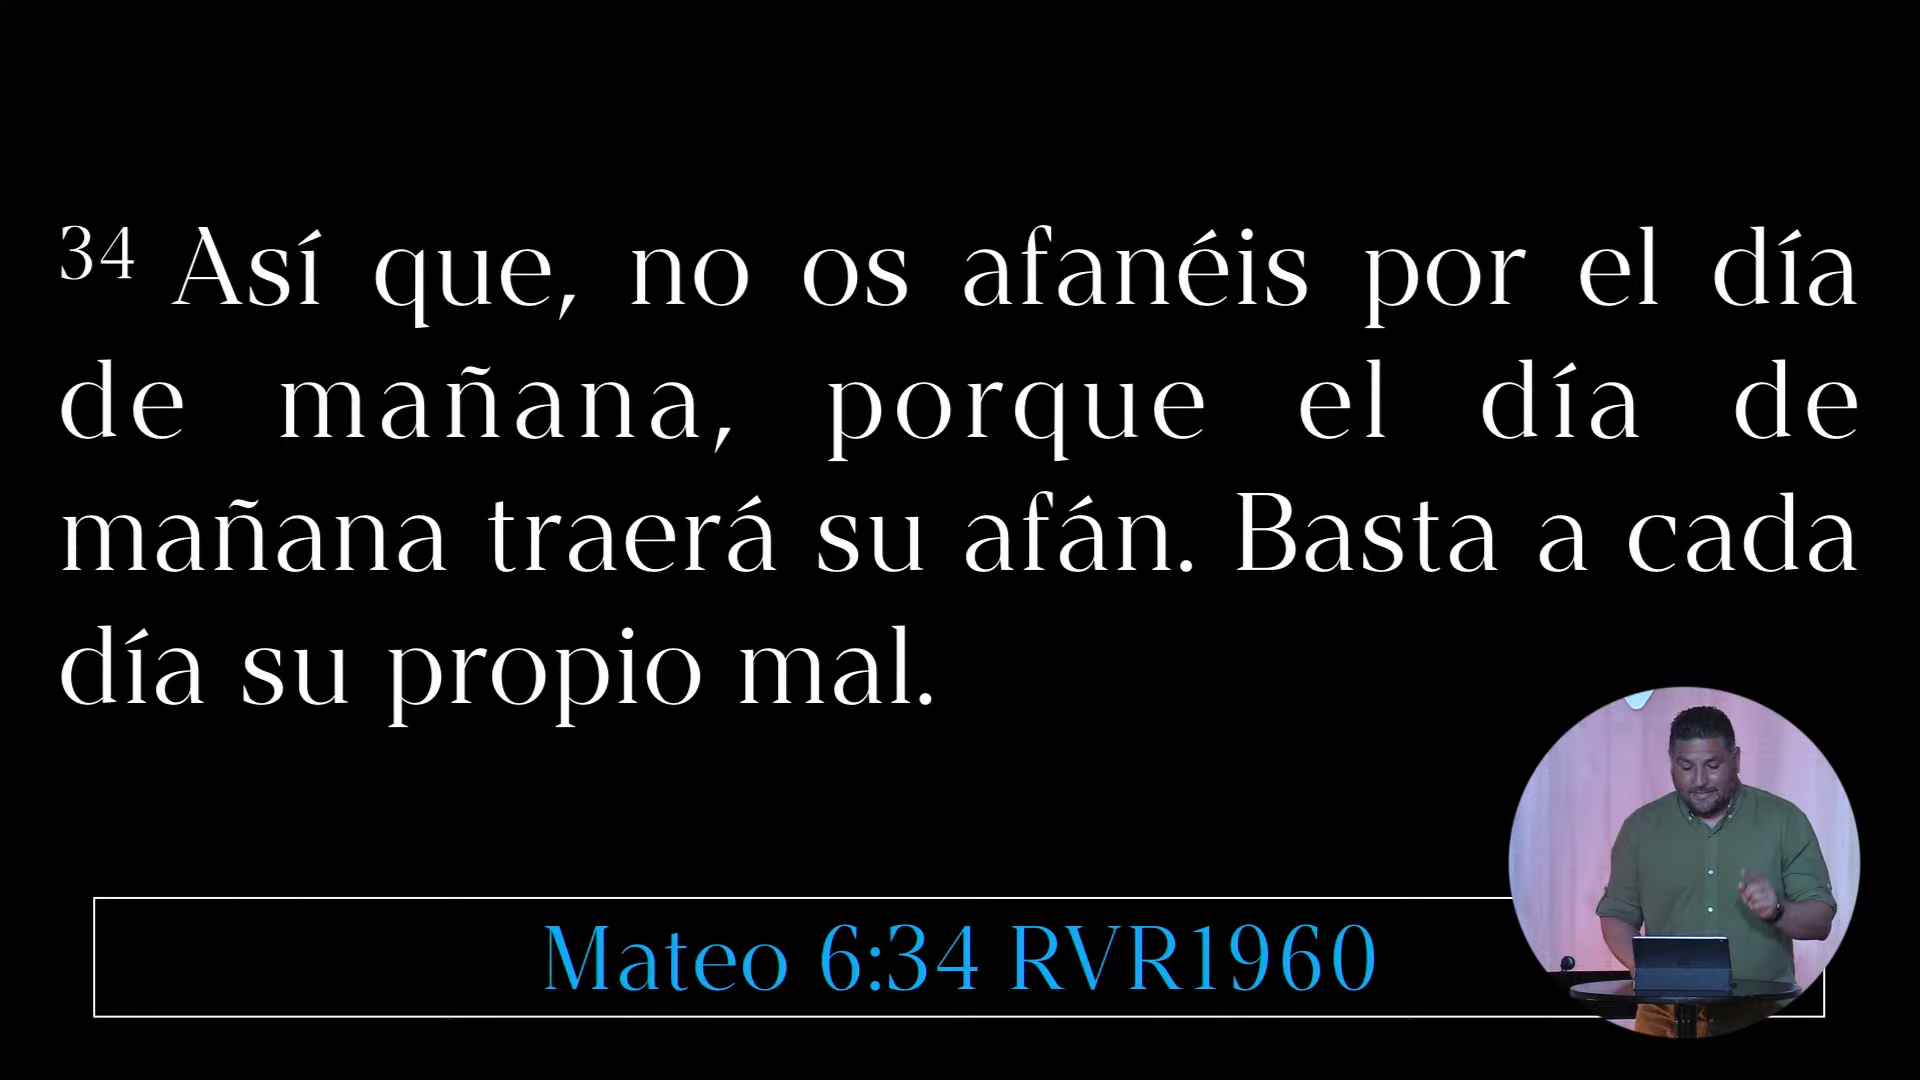 34 Así que, no os afanéis por el día
de mañana, porque el día de
mañana traerá su afán. Basta a cada
día su propio mal.
Mateo 6:34 RVR1960